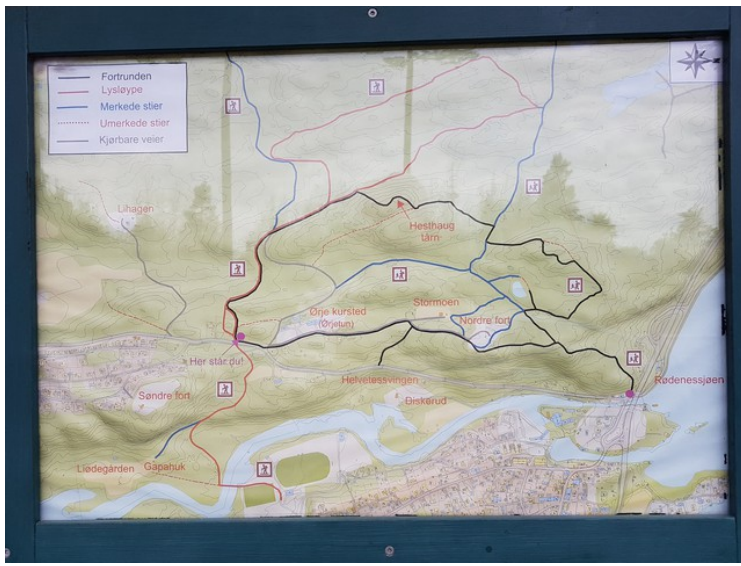 Fortrunden
Lysløype
Merkede stier
Umerkede stier
Kjørbare veier
Lihagen
Hesthaug
tårn
Ørje kursted
(Ørjetun)
Stormoen
Nordre fort
Her står du!
Helvetessvingen
Rødenessjøen
Søndre fort
Biskerud
Liødegården
Gapahuk